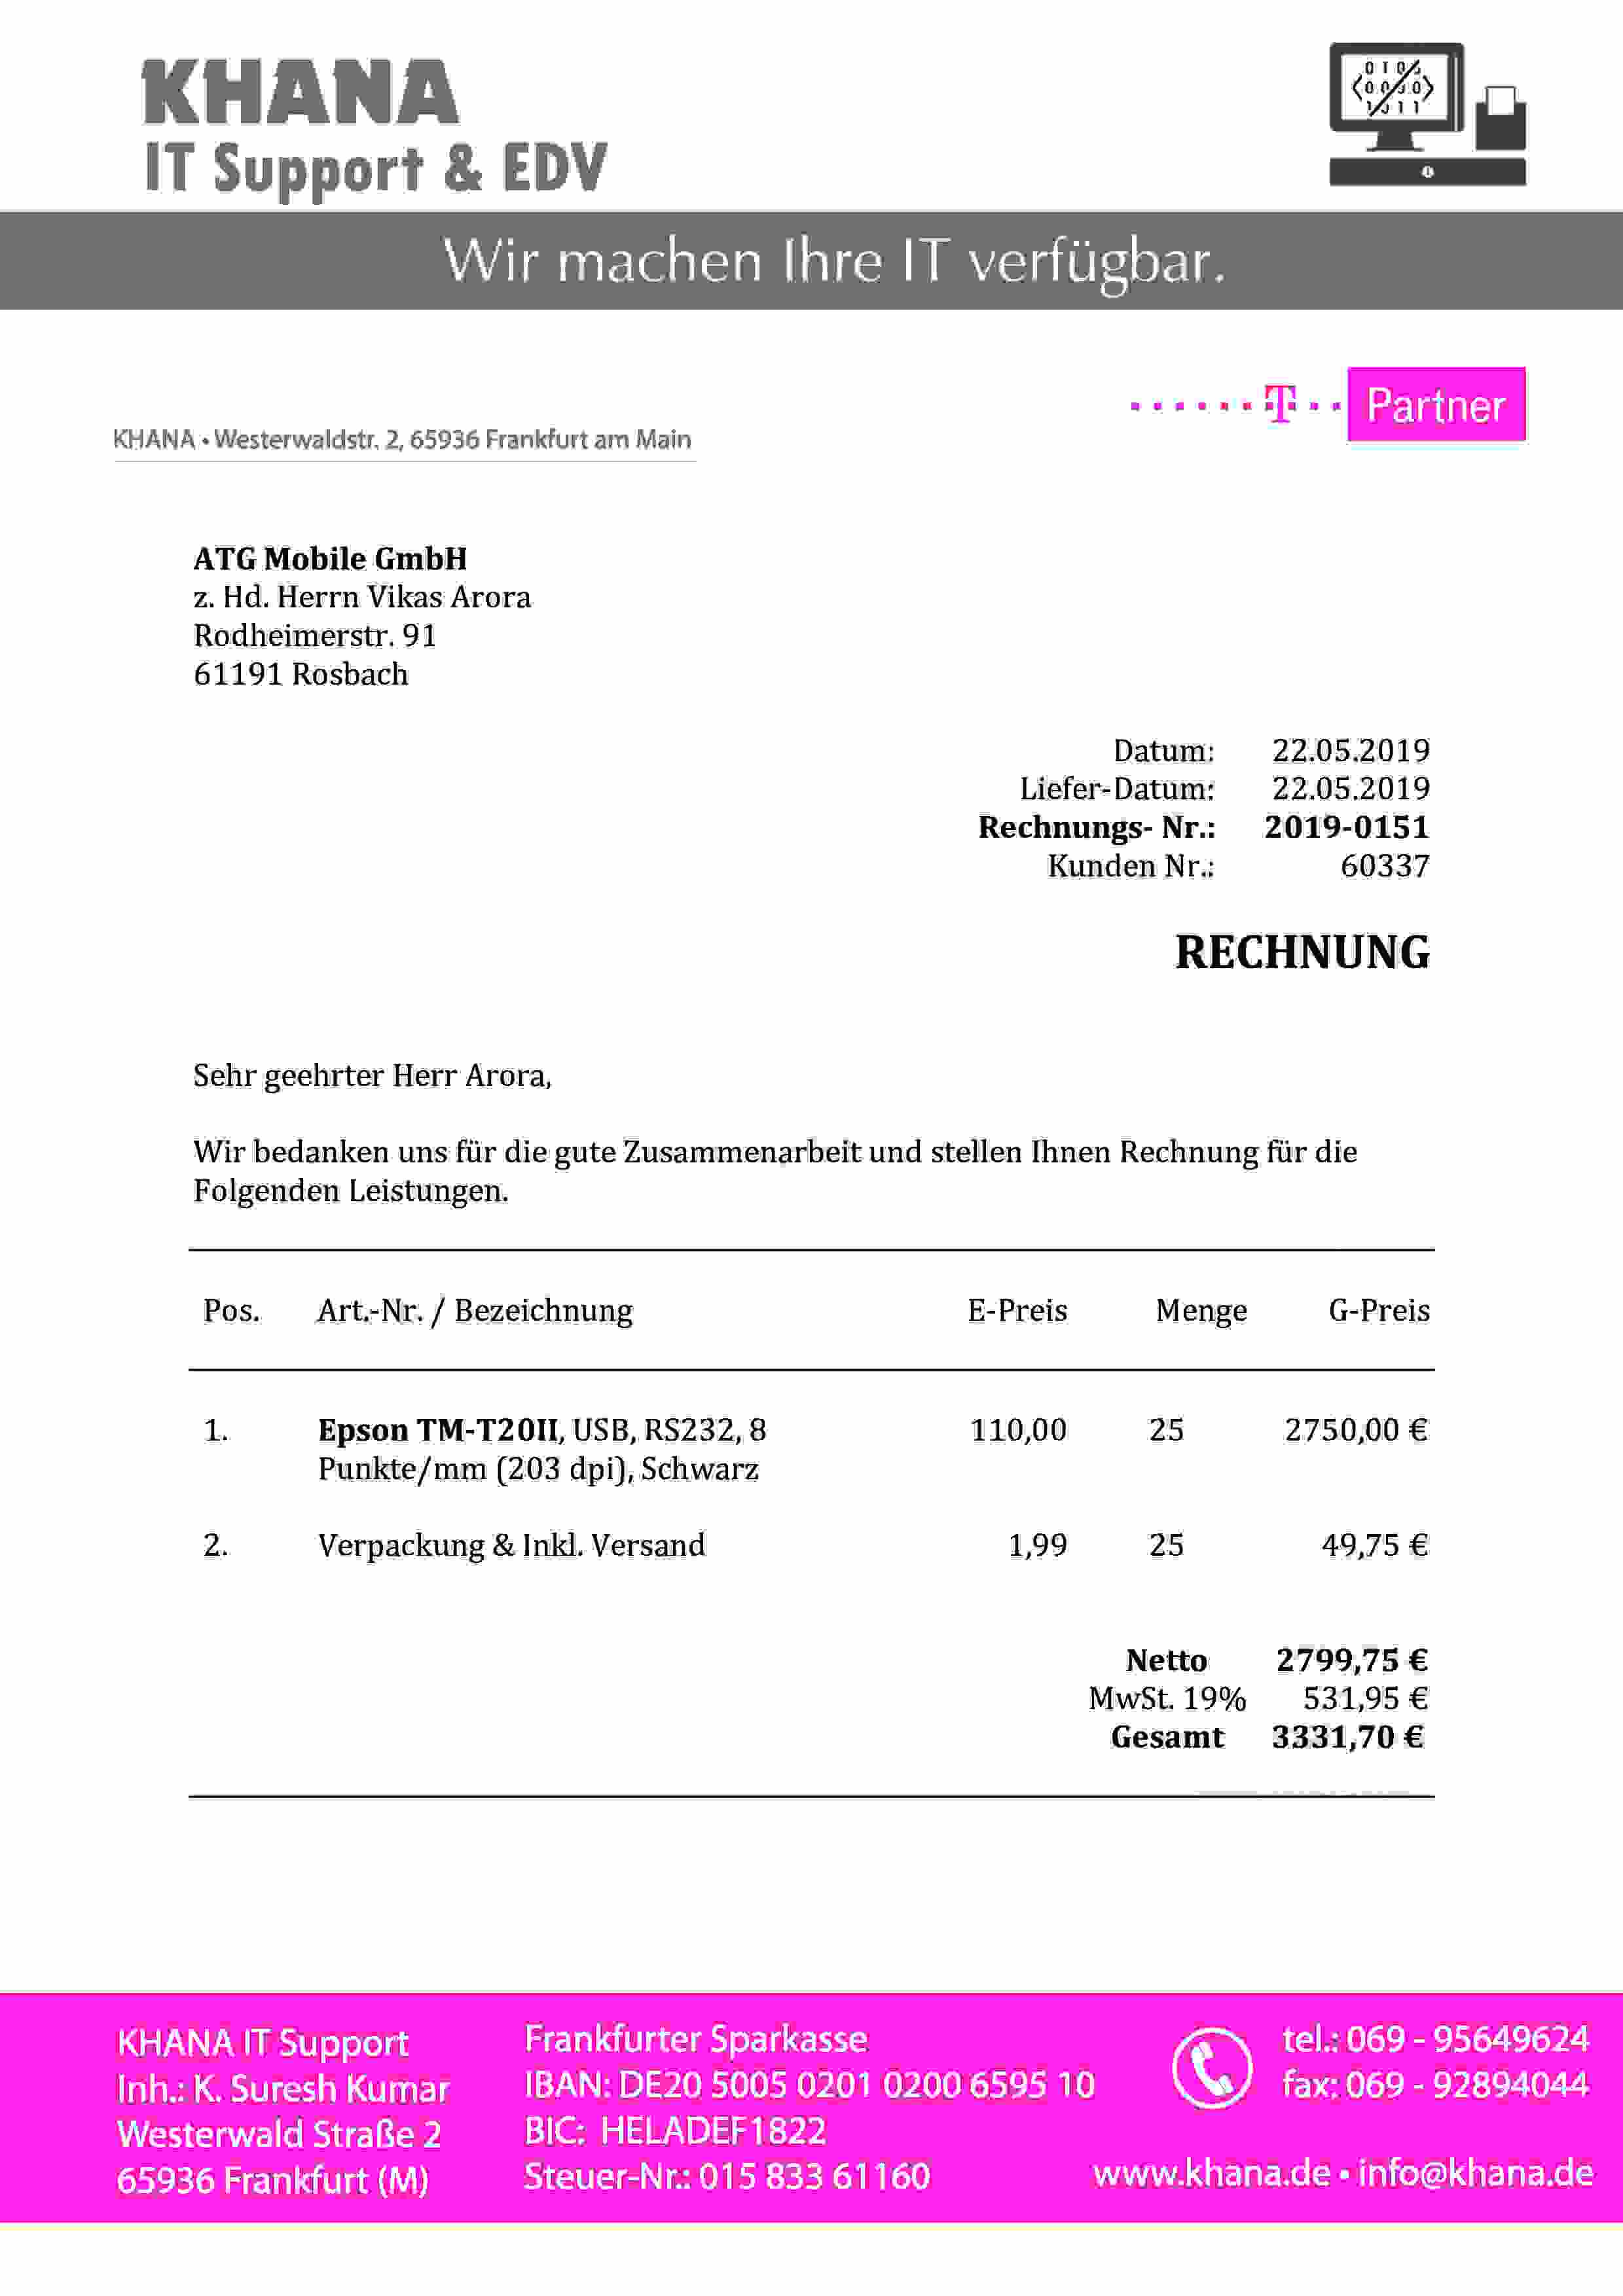 KHANA
IT Support & EDV
Wir machen Ihre IT verfügbar.
T Partner
KHANA • Westerwaldstr. 2, 65936 Frankfurt am Main
ATG Mobile GmbH
z. Hd. Herrn Vikas Arora
Rodheimerstr. 91
61191 Rosbach
Datum: 22.05.2019
Liefer-Datum: 22.05.2019
Rechnungs- Nr.: 2019-0151
Kunden Nr.: 60337
RECHNUNG
Sehr geehrter Herr Arora,
Wir bedanken uns für die gute Zusammenarbeit und stellen Ihnen Rechnung für die
Folgenden Leistungen.
Pos. Art.-Nr. / Bezeichnung E-Preis Menge G-Preis
1. Epson TM-T20II, USB, RS232, 8 110,00 25 2750,00 €
Punkte/mm (203 dpi), Schwarz
2. Verpackung & Inkl. Versand 1,99 25 49,75 €
Netto 2799,75 €
MwSt. 19% 531,95 €
Gesamt 3331,70 €
KHANA IT Support
Inh.: K. Suresh Kumar
Westerwald Straße 2
65936 Frankfurt (M)
Frankfurter Sparkasse
IBAN: DE20 5005 0201 0200 6595 10
BIC: HELADEF1822
Steuer-Nr.: 015 833 61160
tel.: 069 - 95649624
fax: 069 - 92894044
www.khana.de • info@khana.de